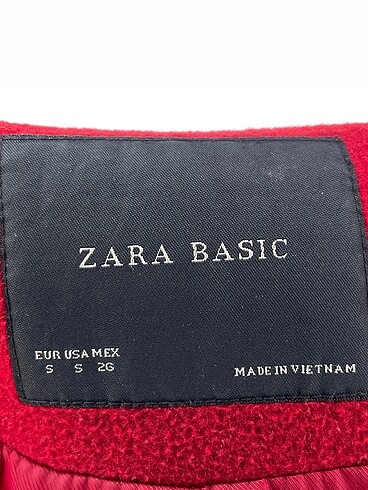 ZARA BASIC
EUR USA MEX
S S 2G
MADE IN VIETNAM